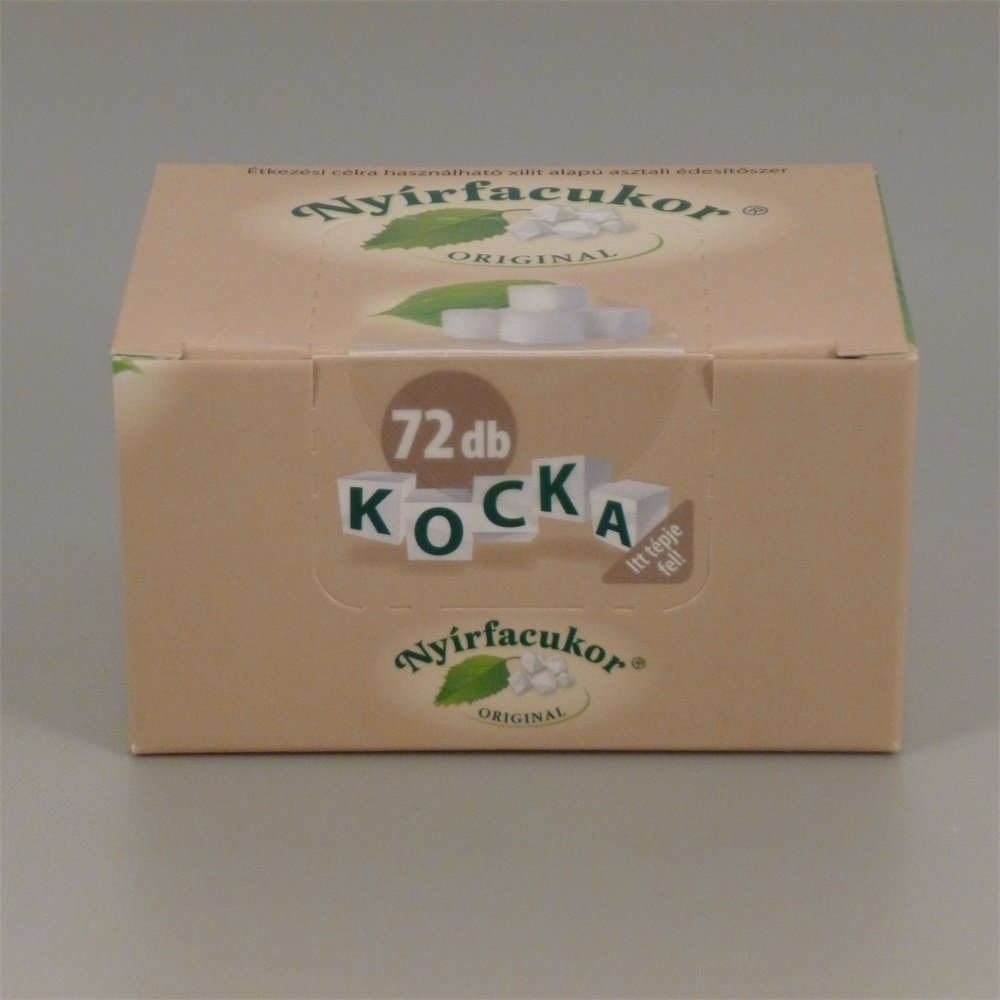 Étkezési célra használható xilit alapú asztali édesítőszer
Nyírfacukor ®
ORIGINAL
72 db
KOCKA
Itt tépje
fel!
Nyírfacukor ®
ORIGINAL